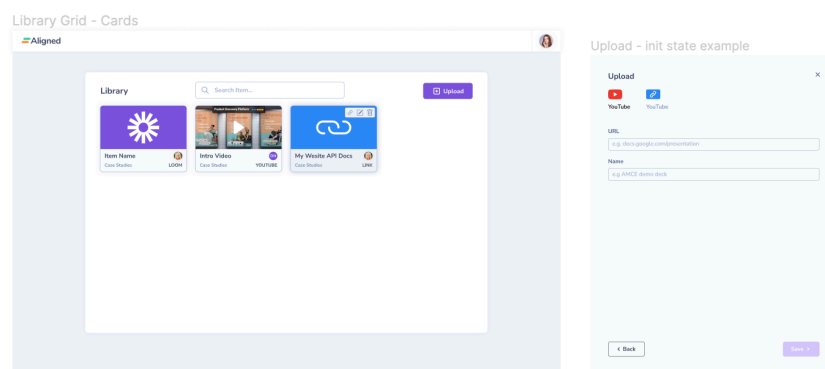 Library Grid - Cards
Aligned
Library
Search Item...
Upload
Item Name
Case Studies
LOOM
Intro Video
Case Studies
YOUTUBE
My Wesite API Docs
Case Studies
LINK
Upload - init state example
Upload
YouTube
YouTube
URL
e.g. docs.google.com/presentation
Name
e.g AMCE demo deck
< Back
Save >